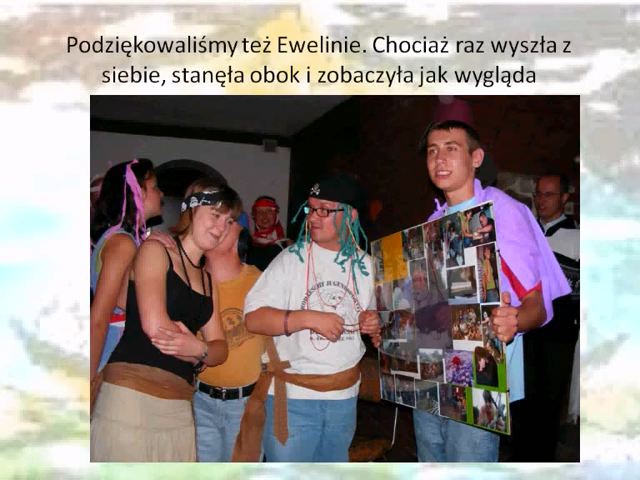 Podziękowaliśmy też Ewelinie. Chociaż raz wyszła z
siebie, stanęła obok i zobaczyła jak wygląda